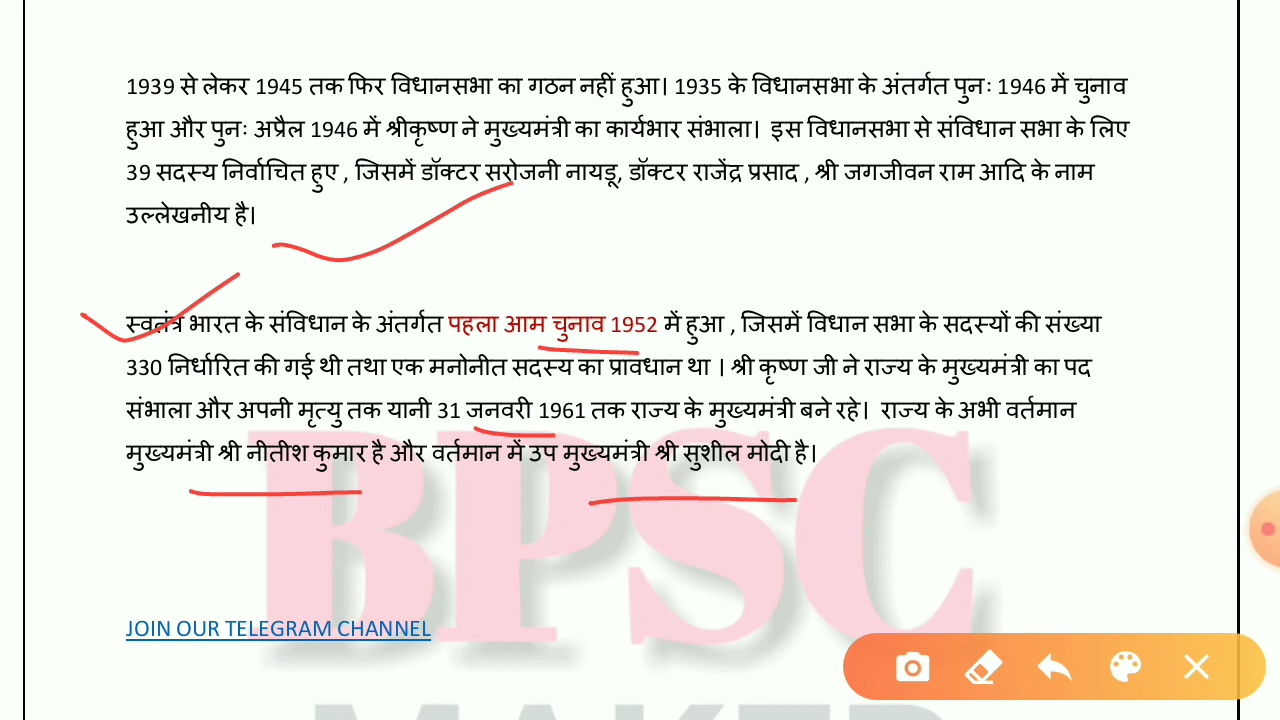 1939 से लेकर 1945 तक फिर विधानसभा का गठन नहीं हुआ। 1935 के विधानसभा के अंतर्गत पुनः 1946 में चुनाव
हुआ और पुनः अप्रैल 1946 में श्रीकृष्ण ने मुख्यमंत्री का कार्यभार संभाला। इस विधानसभा से संविधान सभा के लिए
39 सदस्य निर्वाचित हुए , जिसमें डॉक्टर सरोजनी नायडू, डॉक्टर राजेंद्र प्रसाद , श्री जगजीवन राम आदि के नाम
उल्लेखनीय है।
स्वतंत्र भारत के संविधान के अंतर्गत पहला आम चुनाव 1952 में हुआ , जिसमें विधान सभा के सदस्यों की संख्या
330 निर्धारित की गई थी तथा एक मनोनीत सदस्य का प्रावधान था । श्री कृष्ण जी ने राज्य के मुख्यमंत्री का पद
संभाला और अपनी मृत्यु तक यानी 31 जनवरी 1961 तक राज्य के मुख्यमंत्री बने रहे। राज्य के अभी वर्तमान
मुख्यमंत्री श्री नीतीश कुमार है और वर्तमान में उप मुख्यमंत्री श्री सुशील मोदी है।
BPSC
JOIN OUR TELEGRAM CHANNEL
MAKER